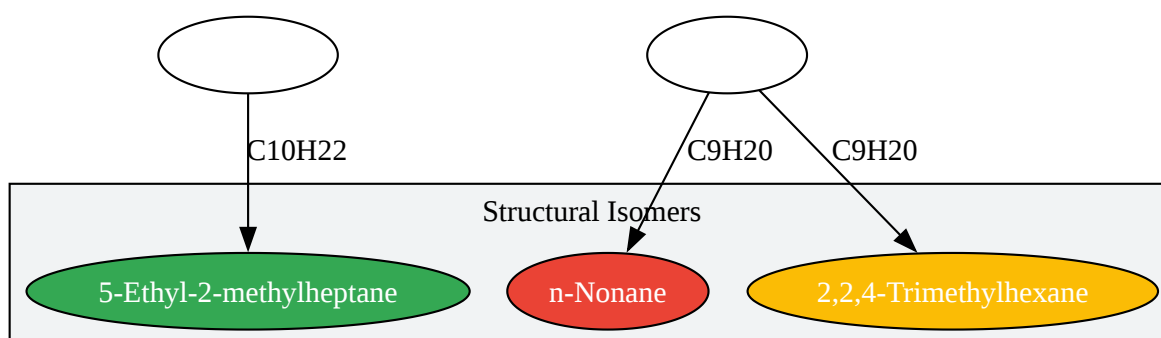 C10H22
C9H20
C9H20
Structural Isomers
5-Ethyl-2-methylheptane
n-Nonane
2,2,4-Trimethylhexane